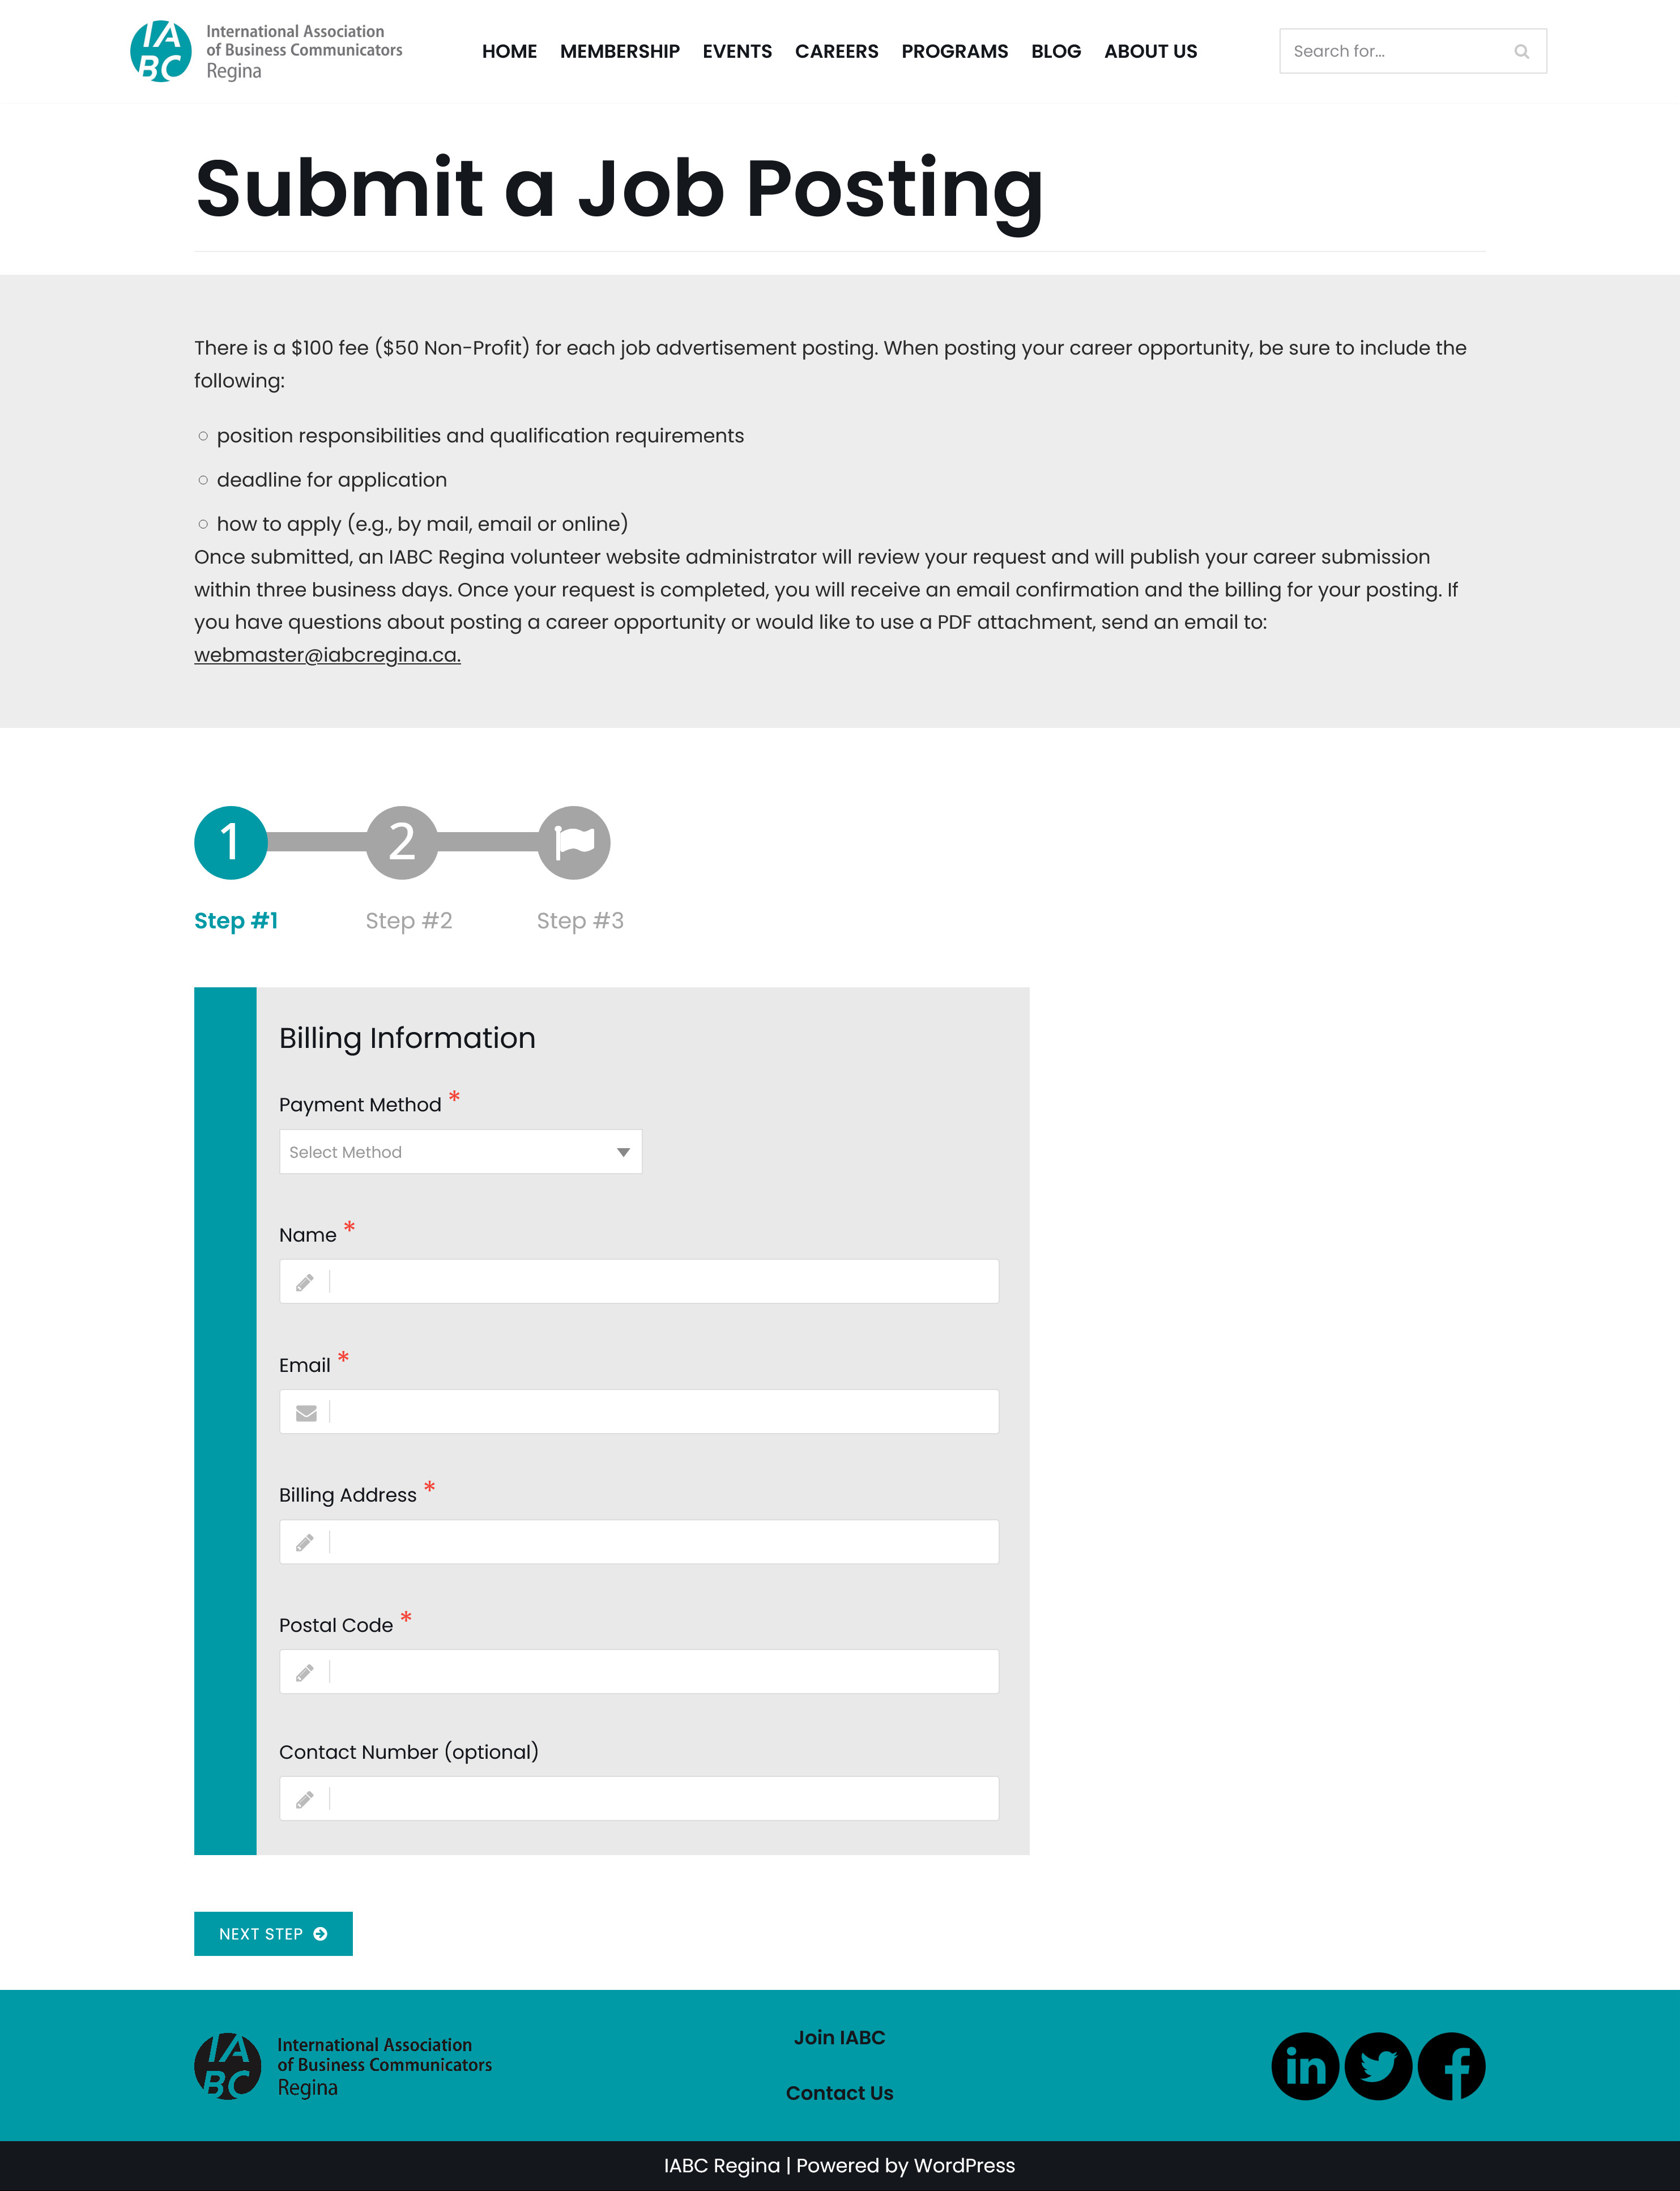 IA
BC
International Association
of Business Communicators
Regina
HOME MEMBERSHIP EVENTS CAREERS PROGRAMS BLOG ABOUT US
Search for...
Submit a Job Posting
There is a $100 fee ($50 Non-Profit) for each job advertisement posting. When posting your career opportunity, be sure to include the
following:
position responsibilities and qualification requirements
deadline for application
how to apply (e.g., by mail, email or online)
Once submitted, an IABC Regina volunteer website administrator will review your request and will publish your career submission
within three business days. Once your request is completed, you will receive an email confirmation and the billing for your posting. If
you have questions about posting a career opportunity or would like to use a PDF attachment, send an email to:
webmaster@iabcregina.ca.
1 2
Step #1 Step #2 Step #3
Billing Information
Payment Method *
Select Method
Name *
Email *
Billing Address *
Postal Code *
Contact Number (optional)
NEXT STEP
IA
BC
International Association
of Business Communicators
Regina
Join IABC
Contact Us
in f
IABC Regina | Powered by WordPress